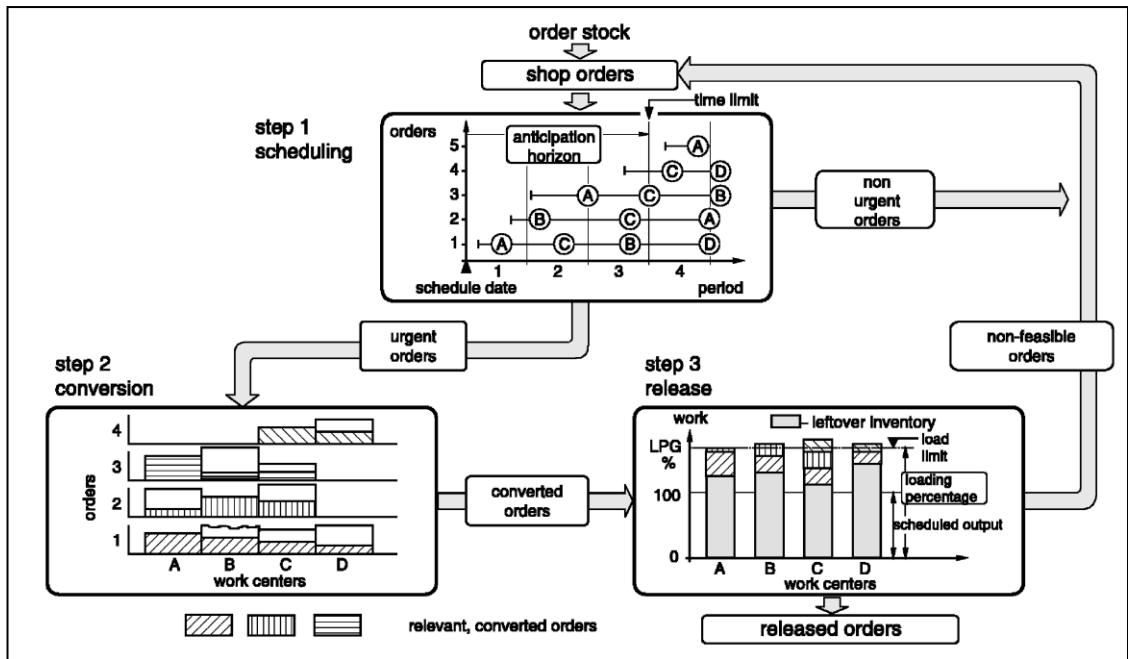 order stock
shop orders
time limit
step 1
scheduling
orders
anticipation
horizon
5
A
4
C
D
3
A
C
B
2
B
C
A
1
A
C
B
D
1
2
3
4
schedule date
period
non
urgent
orders
urgent
orders
non-feasible
orders
step 2
conversion
4
3
2
1
orders
A
B
C
D
work centers
relevant, converted orders
converted
orders
step 3
release
work
leftover inventory
LPG
%
load
limit
100
loading
percentage
scheduled output
0
A
B
C
D
work centers
released orders